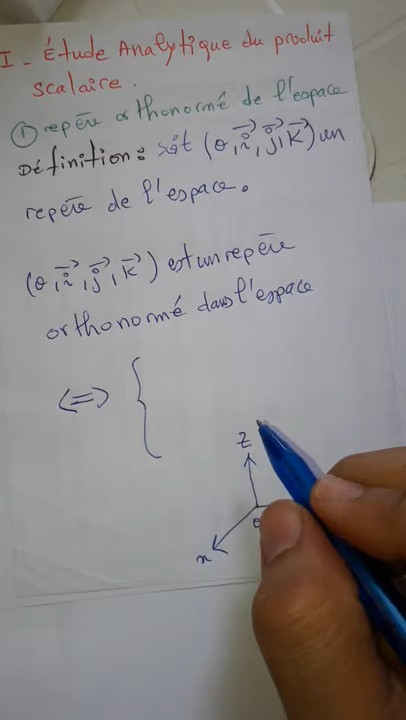 I - Étude Analytique du produit
scalaire.
① repère orthonormé de l'espace
Définition: soit (o, i⃗, j⃗, k⃗) un
repère de l'espace.
(o, i⃗, j⃗, k⃗) est un repère
orthonormé dans l'espace
<=> {
z
o
x